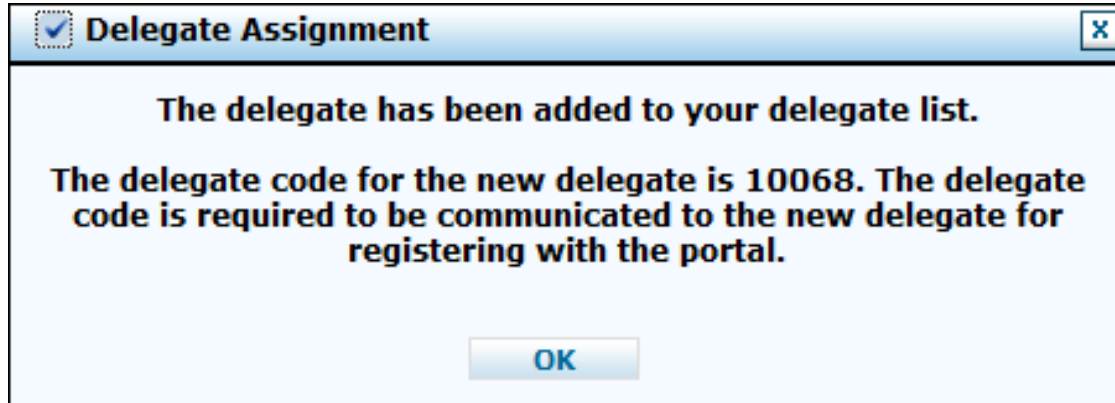 Delegate Assignment
The delegate has been added to your delegate list.
The delegate code for the new delegate is 10068. The delegate
code is required to be communicated to the new delegate for
registering with the portal.
OK